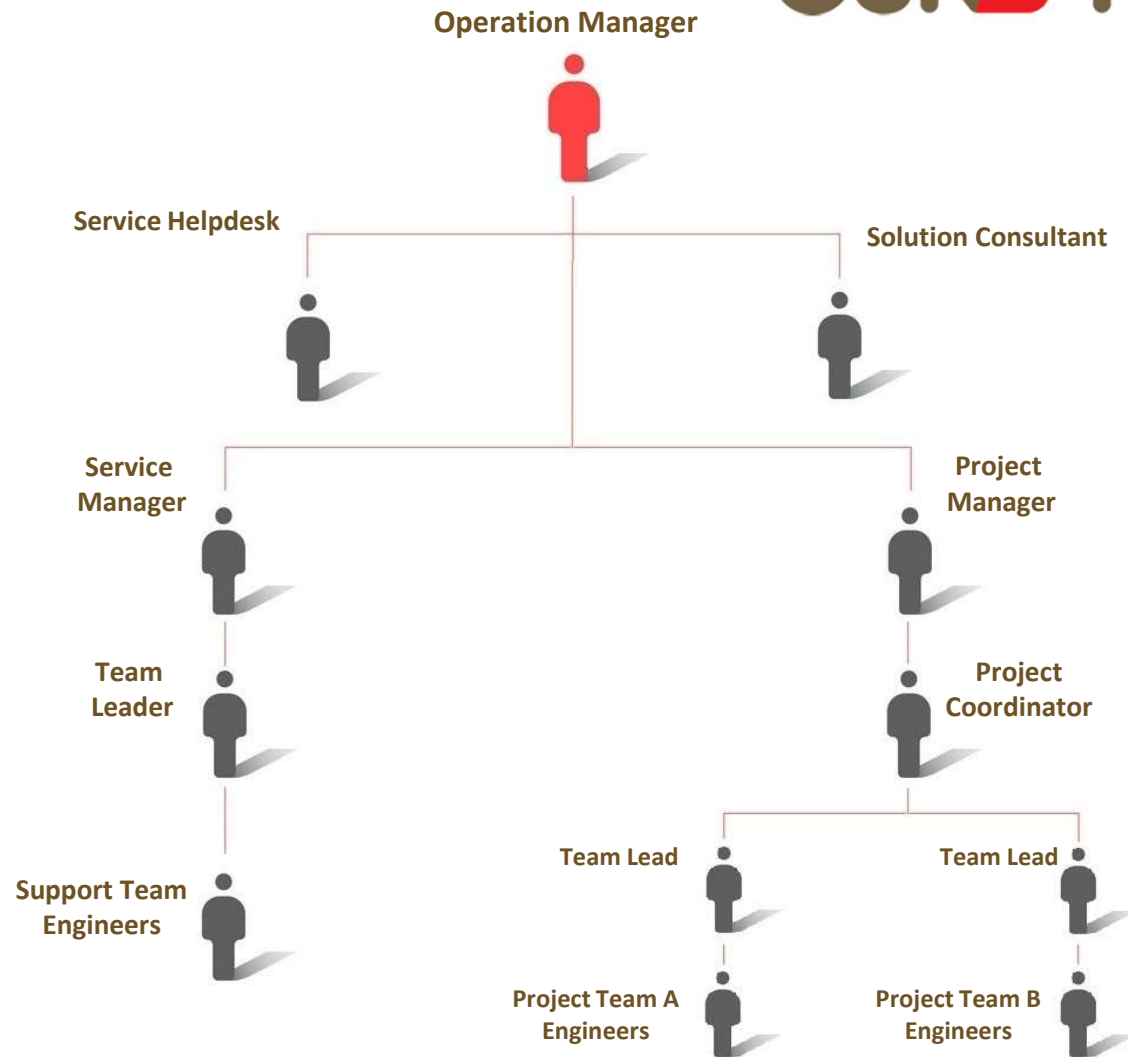 Operation Manager
Service Helpdesk
Solution Consultant
Service
Manager
Project
Manager
Team
Leader
Project
Coordinator
Team Lead
Team Lead
Support Team
Engineers
Project Team A
Engineers
Project Team B
Engineers